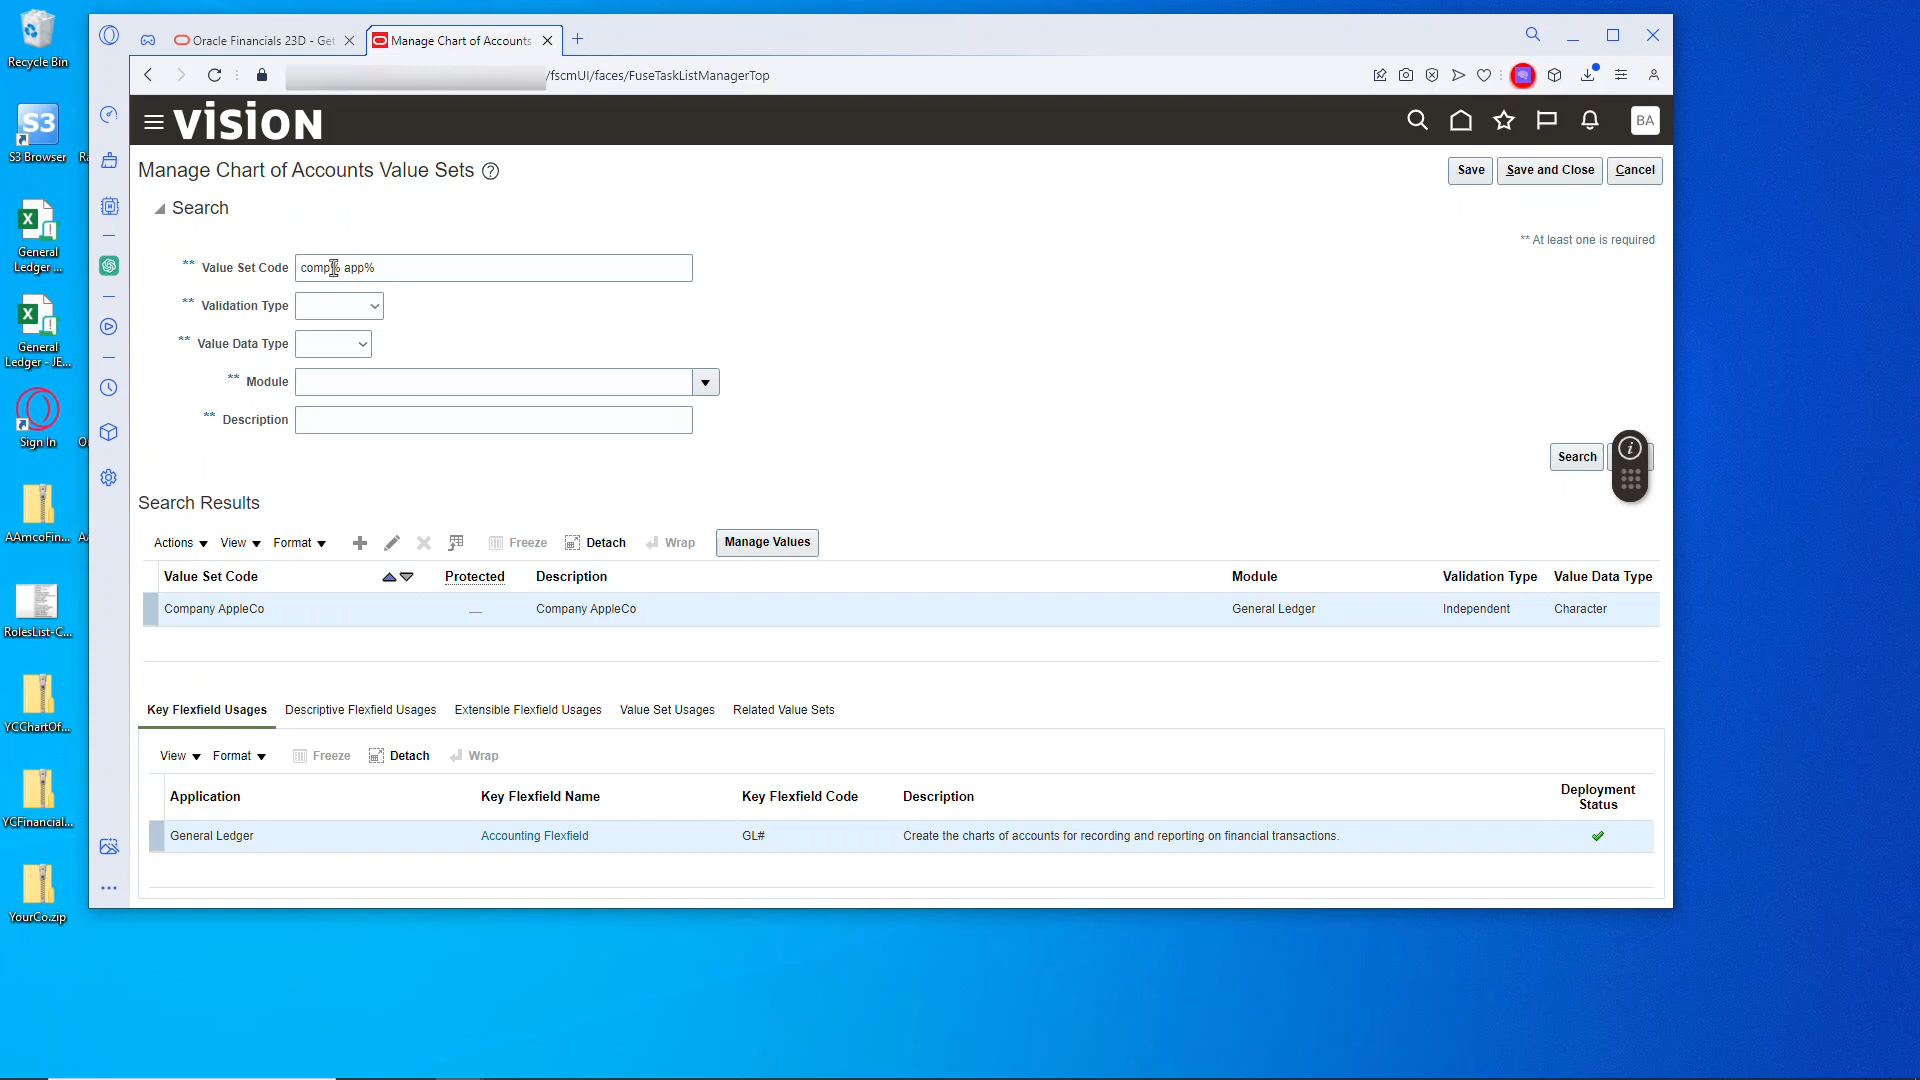 Recycle Bin
S3
S3 Browser
General
Ledger ...
General
Ledger - JE...
Sign In
AAmcoFin...
RolesList-C...
YCChartOf...
YCFinancial...
YourCo.zip
Oracle Financials 23D - Get
Manage Chart of Accounts
/fscmUI/faces/FuseTaskListManagerTop
VISION
BA
Manage Chart of Accounts Value Sets
Save
Save and Close
Cancel
Search
** At least one is required
** Value Set Code
comp% app%
** Validation Type
** Value Data Type
** Module
** Description
Search
Search Results
Actions
View
Format
Freeze
Detach
Wrap
Manage Values
Value Set Code
Protected
Description
Module
Validation Type
Value Data Type
Company AppleCo
Company AppleCo
General Ledger
Independent
Character
Key Flexfield Usages
Descriptive Flexfield Usages
Extensible Flexfield Usages
Value Set Usages
Related Value Sets
View
Format
Freeze
Detach
Wrap
Application
Key Flexfield Name
Key Flexfield Code
Description
Deployment
Status
General Ledger
Accounting Flexfield
GL#
Create the charts of accounts for recording and reporting on financial transactions.